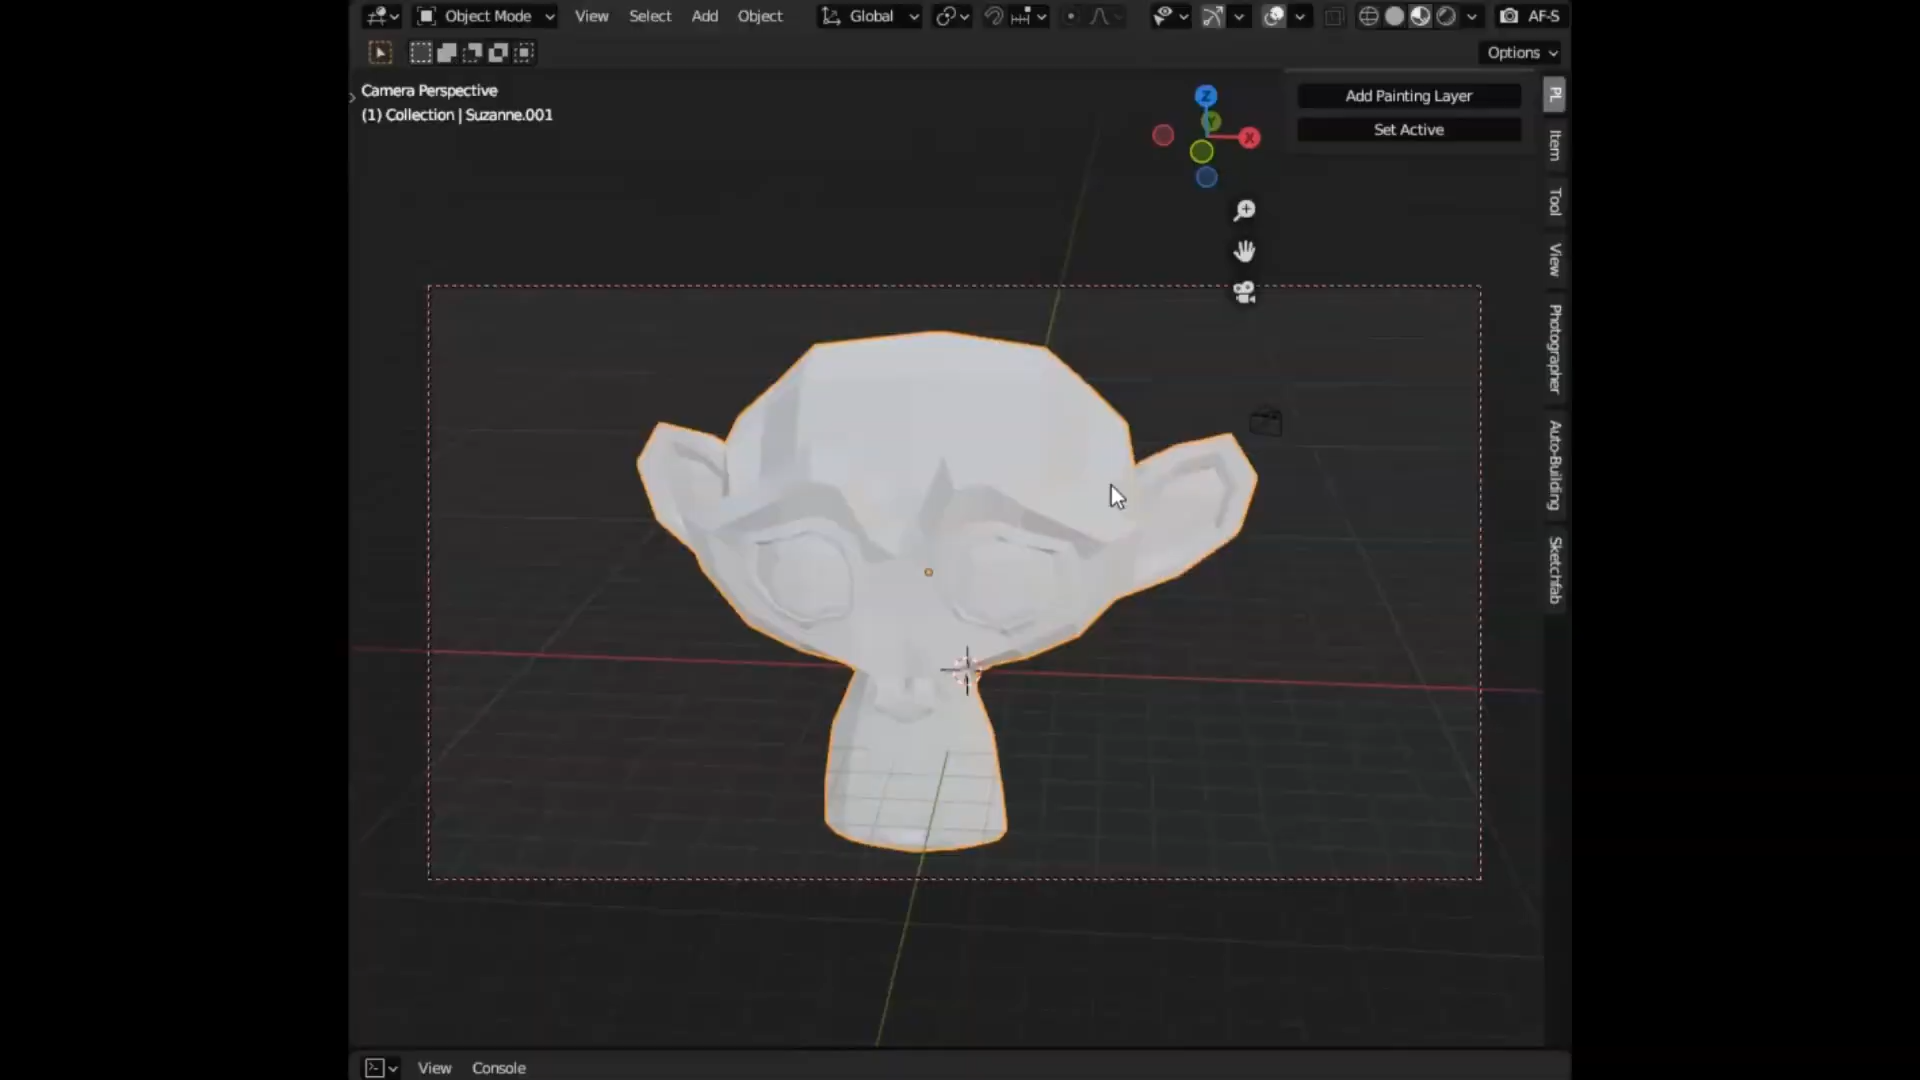 Object Mode View Select Add Object Global AF-S
Options
Camera Perspective
(1) Collection | Suzanne.001
Add Painting Layer
Set Active
Z
Y
X
PL
Item
Tool
View
Photographer
Auto-Building
Sketchfab
View Console